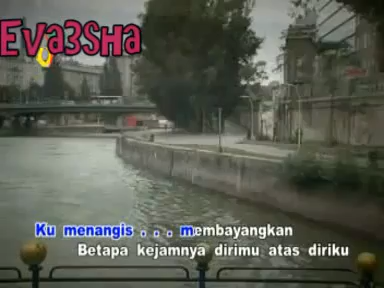 Eva3sha
Ku menangis . . . membayangkan
Betapa kejamnya dirimu atas diriku